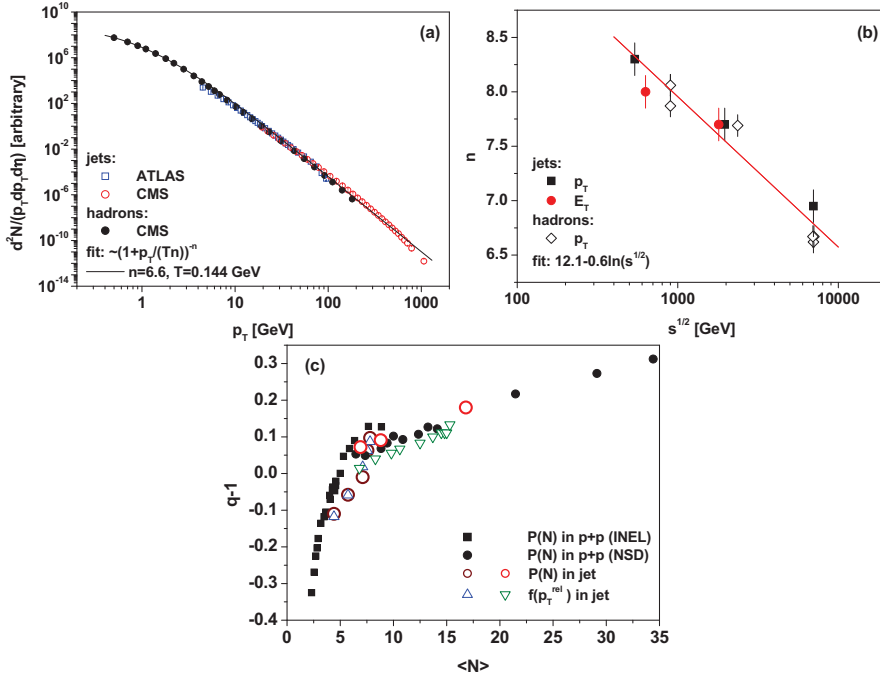 (a)
10^10
10^6
10^2
10^-2
10^-6
10^-10
10^-14
d²N/(p_Tdp_Tdη) [arbitrary]
jets:
ATLAS
CMS
hadrons:
CMS
fit: ~(1+p_T/(Tn))^-n
n=6.6, T=0.144 GeV
1 10 100 1000
p_T [GeV]
(b)
8.5
8.0
7.5
7.0
6.5
n
jets:
p_T
E_T
hadrons:
p_T
fit: 12.1-0.6ln(s^1/2)
100 1000 10000
s^1/2 [GeV]
(c)
0.3
0.2
0.1
0.0
-0.1
-0.2
-0.3
-0.4
q-1
P(N) in p+p (INEL)
P(N) in p+p (NSD)
P(N) in jet
f(p_T^rel) in jet
0 5 10 15 20 25 30 35
<N>